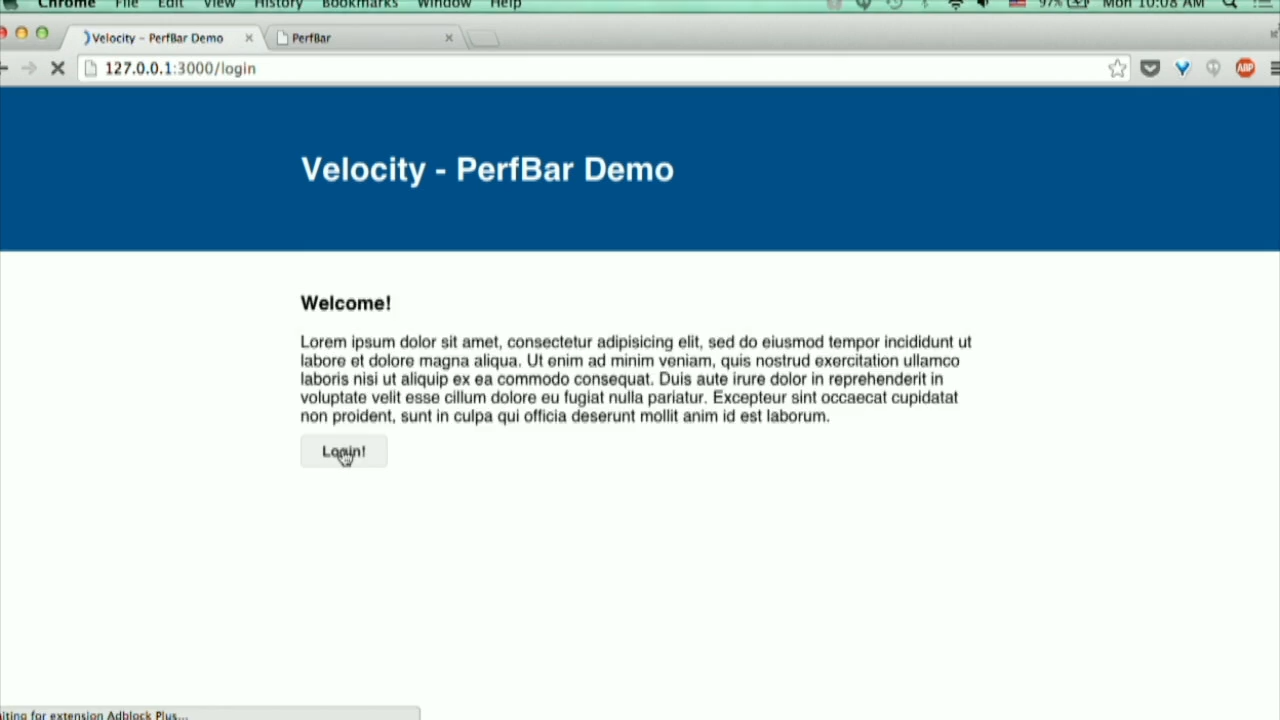 Chrome File Edit View History Bookmarks Window Help 97% Mon 10:08 AM
Velocity - PerfBar Demo PerfBar
127.0.0.1:3000/login ABP
Velocity - PerfBar Demo
Welcome!
Lorem ipsum dolor sit amet, consectetur adipisicing elit, sed do eiusmod tempor incididunt ut
labore et dolore magna aliqua. Ut enim ad minim veniam, quis nostrud exercitation ullamco
laboris nisi ut aliquip ex ea commodo consequat. Duis aute irure dolor in reprehenderit in
voluptate velit esse cillum dolore eu fugiat nulla pariatur. Excepteur sint occaecat cupidatat
non proident, sunt in culpa qui officia deserunt mollit anim id est laborum.
Login!
for extension Adblock Plus...